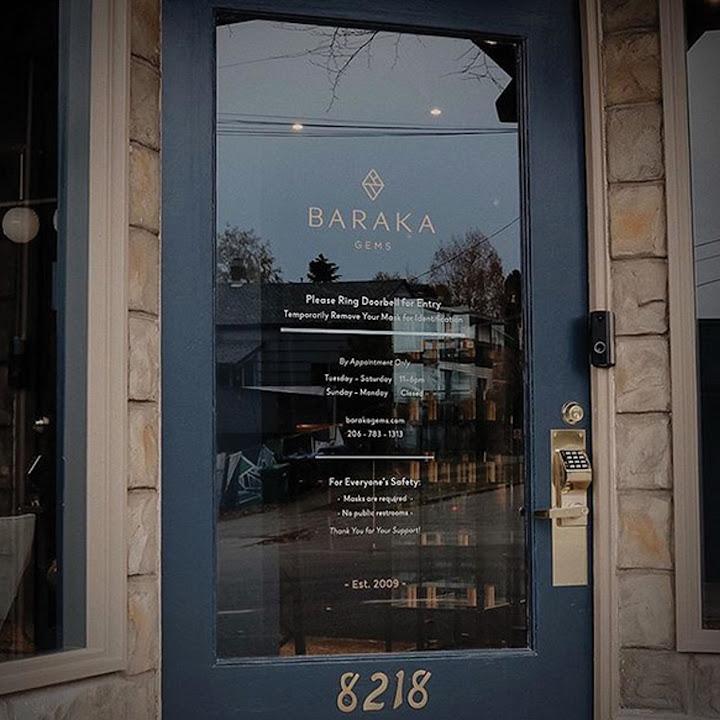 BARAKA
GEMS
Please Ring Doorbell for Entry
Temporarily Remove Your Mask for Identification
By Appointment Only
Tuesday - Saturday 11-6pm
Sunday - Monday Closed
barakagems.com
206 - 783 - 1313
For Everyone's Safety:
- Masks are required -
- No public restrooms -
Thank You for Your Support!
- Est. 2009 -
8218